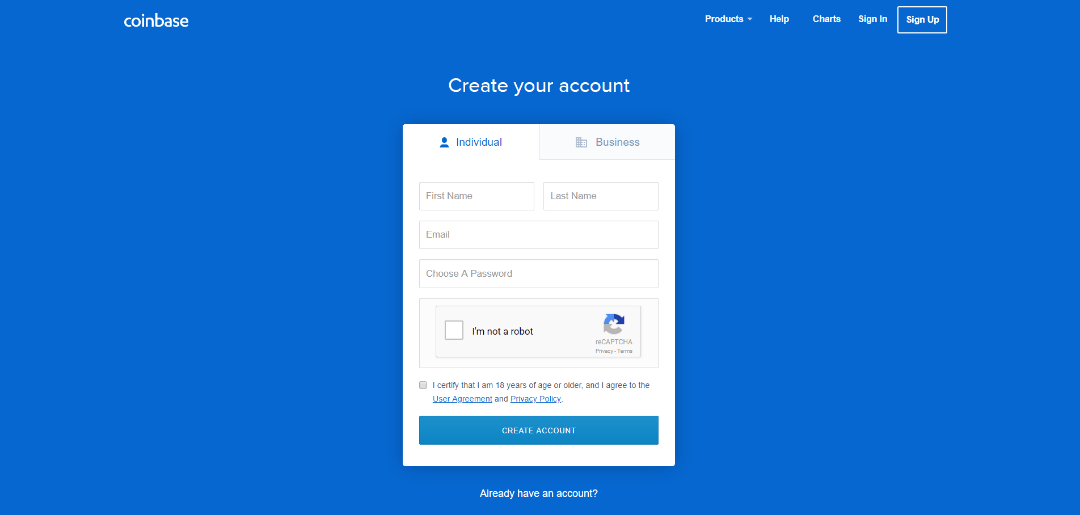 coinbase
Products
Help
Charts
Sign In
Sign Up
Create your account
Individual
Business
First Name
Last Name
Email
Choose A Password
I'm not a robot
reCAPTCHA
Privacy - Terms
I certify that I am 18 years of age or older, and I agree to the
User Agreement and Privacy Policy.
CREATE ACCOUNT
Already have an account?